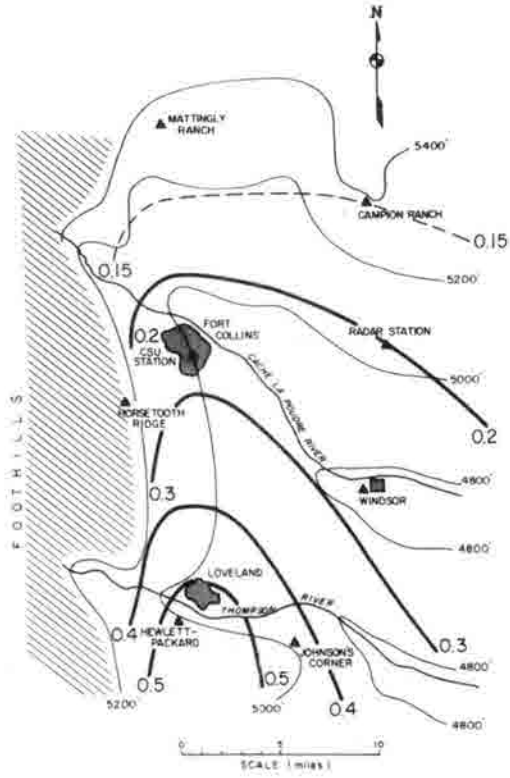 N
MATTINGLY
RANCH
5400'
CAMPION RANCH
0.15
0.15
5200'
FORT
COLLINS
0.2
CSU
STATION
RADAR STATION
5000'
CACHE LA POUDRE RIVER
FOOTHILLS
HORSETOOTH
RIDGE
0.2
0.3
4800'
WINDSOR
4800'
LOVELAND
THOMPSON RIVER
0.4
HEWLETT-
PACKARD
JOHNSON'S
CORNER
0.3
4800'
0.5
0.5
0.4
5200'
5000'
4800'
0 5 10
SCALE (miles)